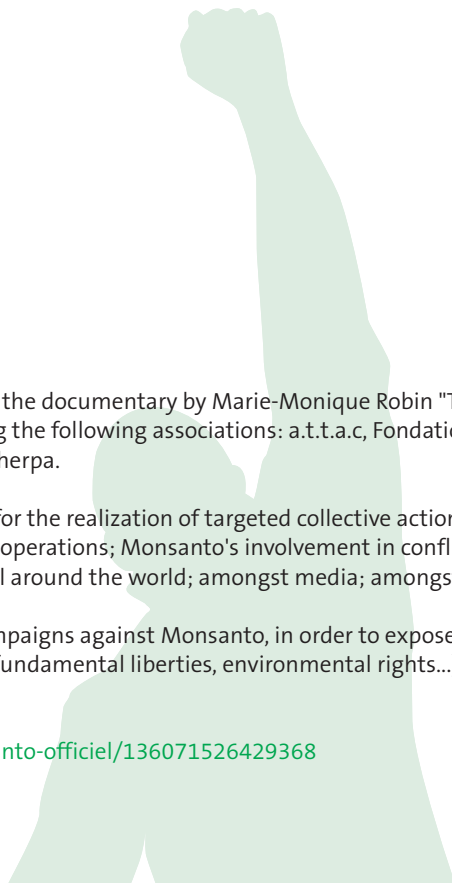 the documentary by Marie-Monique Robin "T
g the following associations: a.t.t.a.c, Fondatio
herpa.
for the realization of targeted collective action
operations; Monsanto's involvement in confl
l around the world; amongst media; amongst
mpaigns against Monsanto, in order to expose
fundamental liberties, environmental rights...
nto-officiel/136071526429368